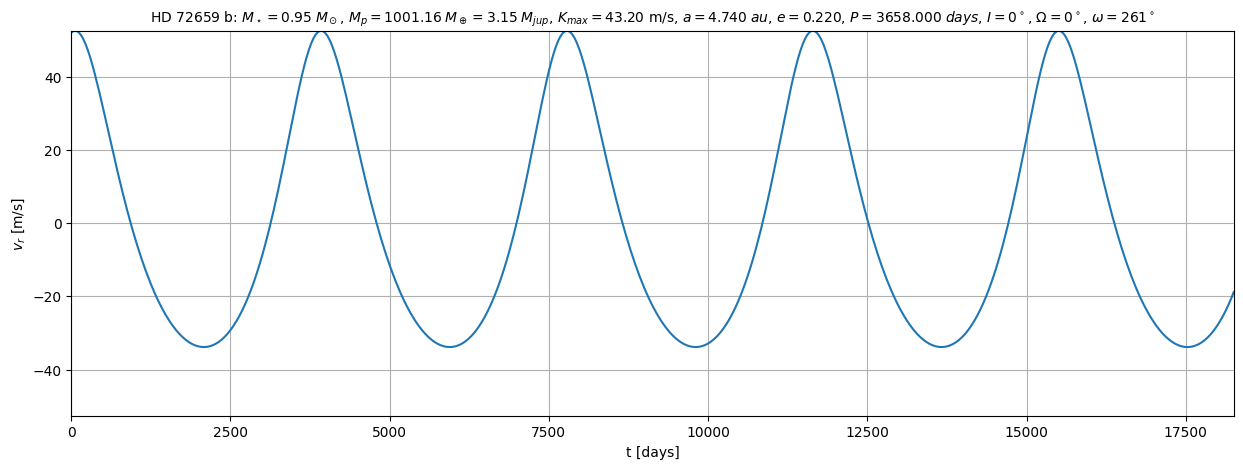 HD 72659 b: M⋆ = 0.95 M⊙, Mp = 1001.16 M⊕ = 3.15 Mjup, Kmax = 43.20 m/s, a = 4.740 au, e = 0.220, P = 3658.000 days, I = 0°, Ω = 0°, ω = 261°
40
20
0
−20
−40
vr [m/s]
0 2500 5000 7500 10000 12500 15000 17500
t [days]